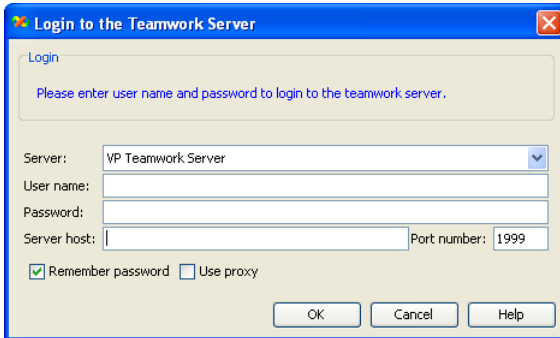 Login to the Teamwork Server
Login
Please enter user name and password to login to the teamwork server.
Server: VP Teamwork Server
User name:
Password:
Server host: Port number: 1999
Remember password Use proxy
OK Cancel Help